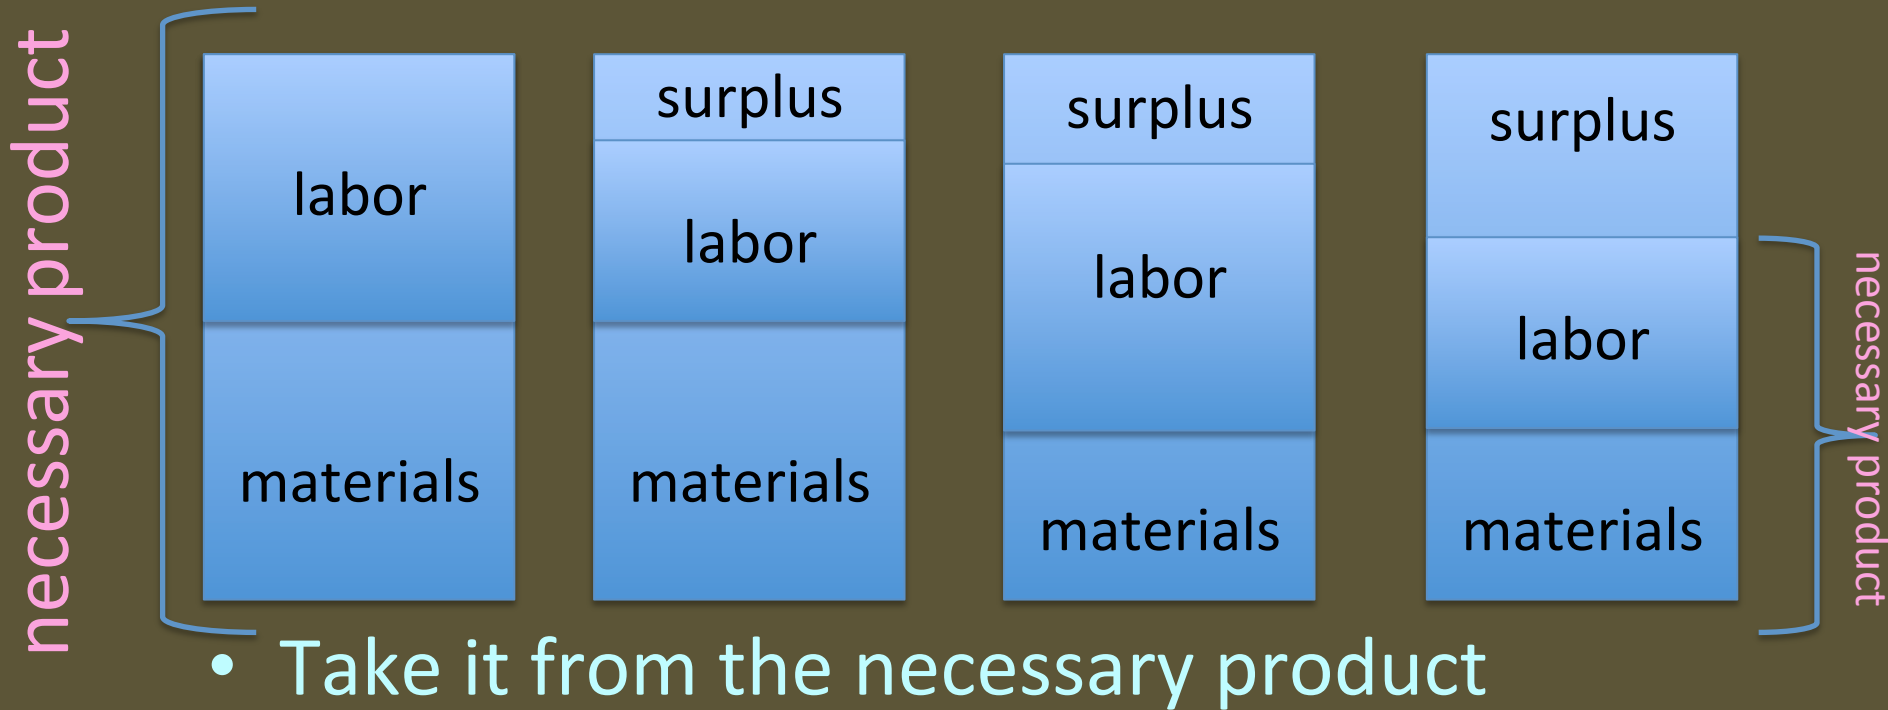 necessary product
labor
materials
surplus
labor
materials
surplus
labor
materials
surplus
labor
materials
necessary product
• Take it from the necessary product